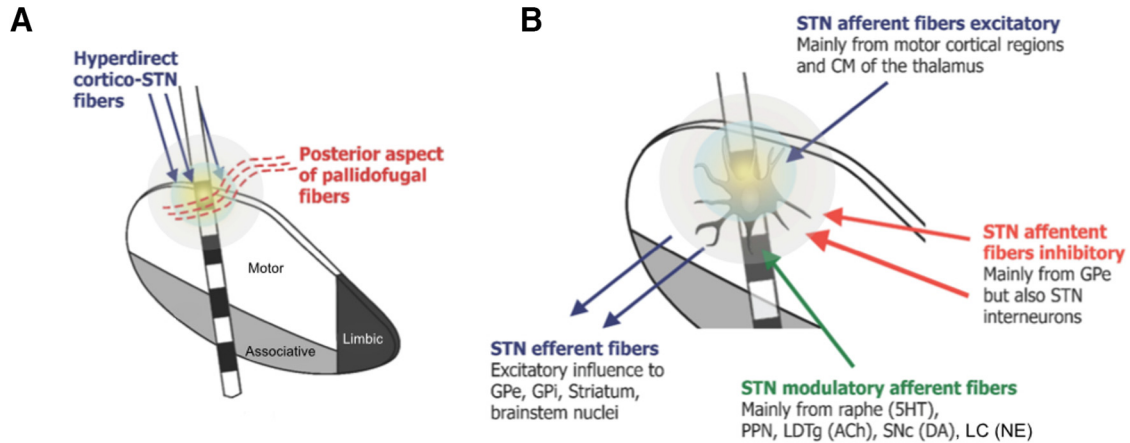 A
Hyperdirect
cortico-STN
fibers
Posterior aspect
of pallidofugal
fibers
Motor
Associative
Limbic
B
STN afferent fibers excitatory
Mainly from motor cortical regions
and CM of the thalamus
STN affentent
fibers inhibitory
Mainly from GPe
but also STN
interneurons
STN efferent fibers
Excitatory influence to
GPe, GPi, Striatum,
brainstem nuclei
STN modulatory afferent fibers
Mainly from raphe (5HT),
PPN, LDTg (ACh), SNc (DA), LC (NE)